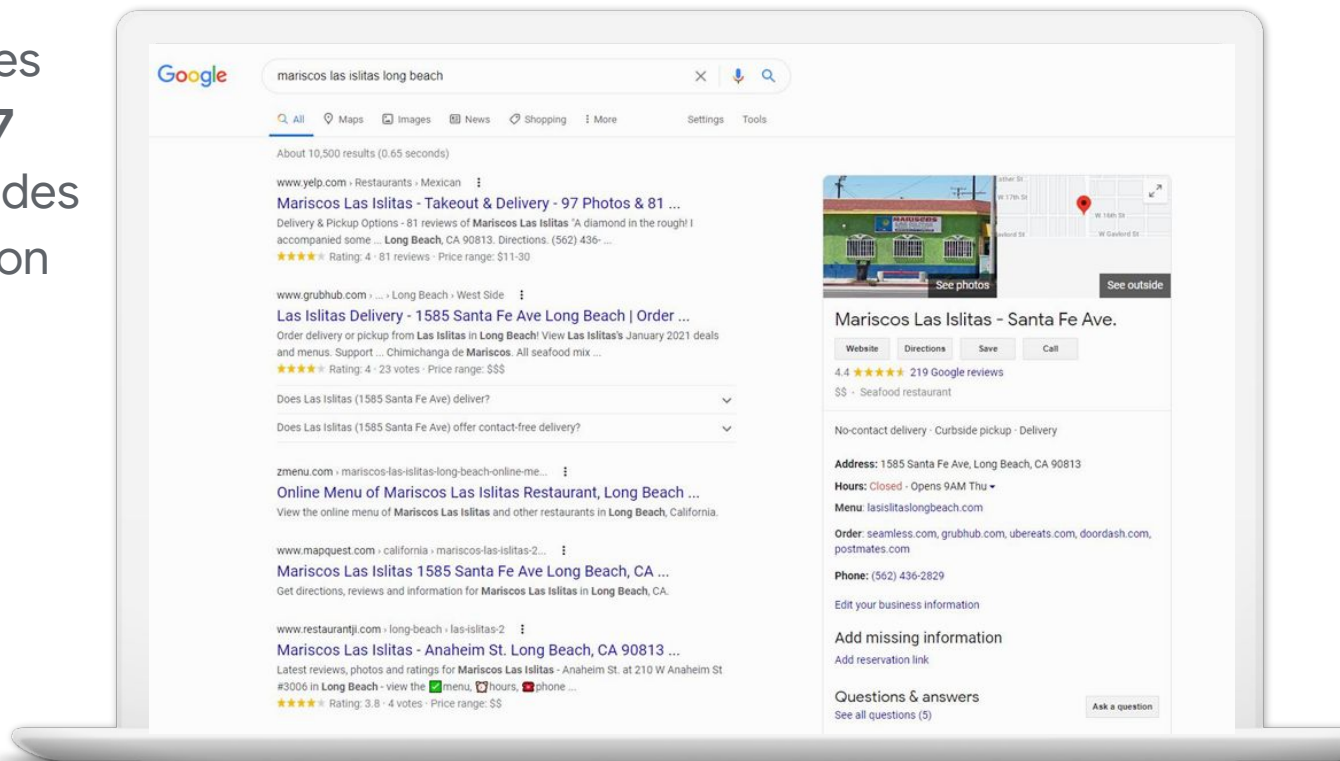 es
7
des
on
Google
mariscos las islitas long beach
All Maps Images News Shopping More Settings Tools
About 10,500 results (0.65 seconds)
www.yelp.com › Restaurants › Mexican
Mariscos Las Islitas - Takeout & Delivery - 97 Photos & 81 ...
Delivery & Pickup Options - 81 reviews of Mariscos Las Islitas "A diamond in the rough! I
accompanied some ... Long Beach, CA 90813. Directions. (562) 436- ...
Rating: 4 · 81 reviews · Price range: $11-30
www.grubhub.com › ... › Long Beach › West Side
Las Islitas Delivery - 1585 Santa Fe Ave Long Beach | Order ...
Order delivery or pickup from Las Islitas in Long Beach! View Las Islitas's January 2021 deals
and menus. Support ... Chimichanga de Mariscos. All seafood mix ...
Rating: 4 · 23 votes · Price range: $$$
Does Las Islitas (1585 Santa Fe Ave) deliver?
Does Las Islitas (1585 Santa Fe Ave) offer contact-free delivery?
zmenu.com › mariscos-las-islitas-long-beach-online-me...
Online Menu of Mariscos Las Islitas Restaurant, Long Beach ...
View the online menu of Mariscos Las Islitas and other restaurants in Long Beach, California.
www.mapquest.com › california › mariscos-las-islitas-2...
Mariscos Las Islitas 1585 Santa Fe Ave Long Beach, CA ...
Get directions, reviews and information for Mariscos Las Islitas in Long Beach, CA.
www.restaurantji.com › long-beach › las-islitas-2
Mariscos Las Islitas - Anaheim St. Long Beach, CA 90813 ...
Latest reviews, photos and ratings for Mariscos Las Islitas - Anaheim St. at 210 W Anaheim St
#3006 in Long Beach - view the ✅menu, ⏰hours, ☎️phone ...
Rating: 3.8 · 4 votes · Price range: $$
MARISCOS
W 17th St
W 16th St
W Gaylord St
See photos
See outside
Mariscos Las Islitas - Santa Fe Ave.
Website Directions Save Call
4.4 219 Google reviews
$$ · Seafood restaurant
No-contact delivery · Curbside pickup · Delivery
Address: 1585 Santa Fe Ave, Long Beach, CA 90813
Hours: Closed · Opens 9AM Thu
Menu: lasislitaslongbeach.com
Order: seamless.com, grubhub.com, ubereats.com, doordash.com,
postmates.com
Phone: (562) 436-2829
Edit your business information
Add missing information
Add reservation link
Questions & answers
See all questions (5)
Ask a question